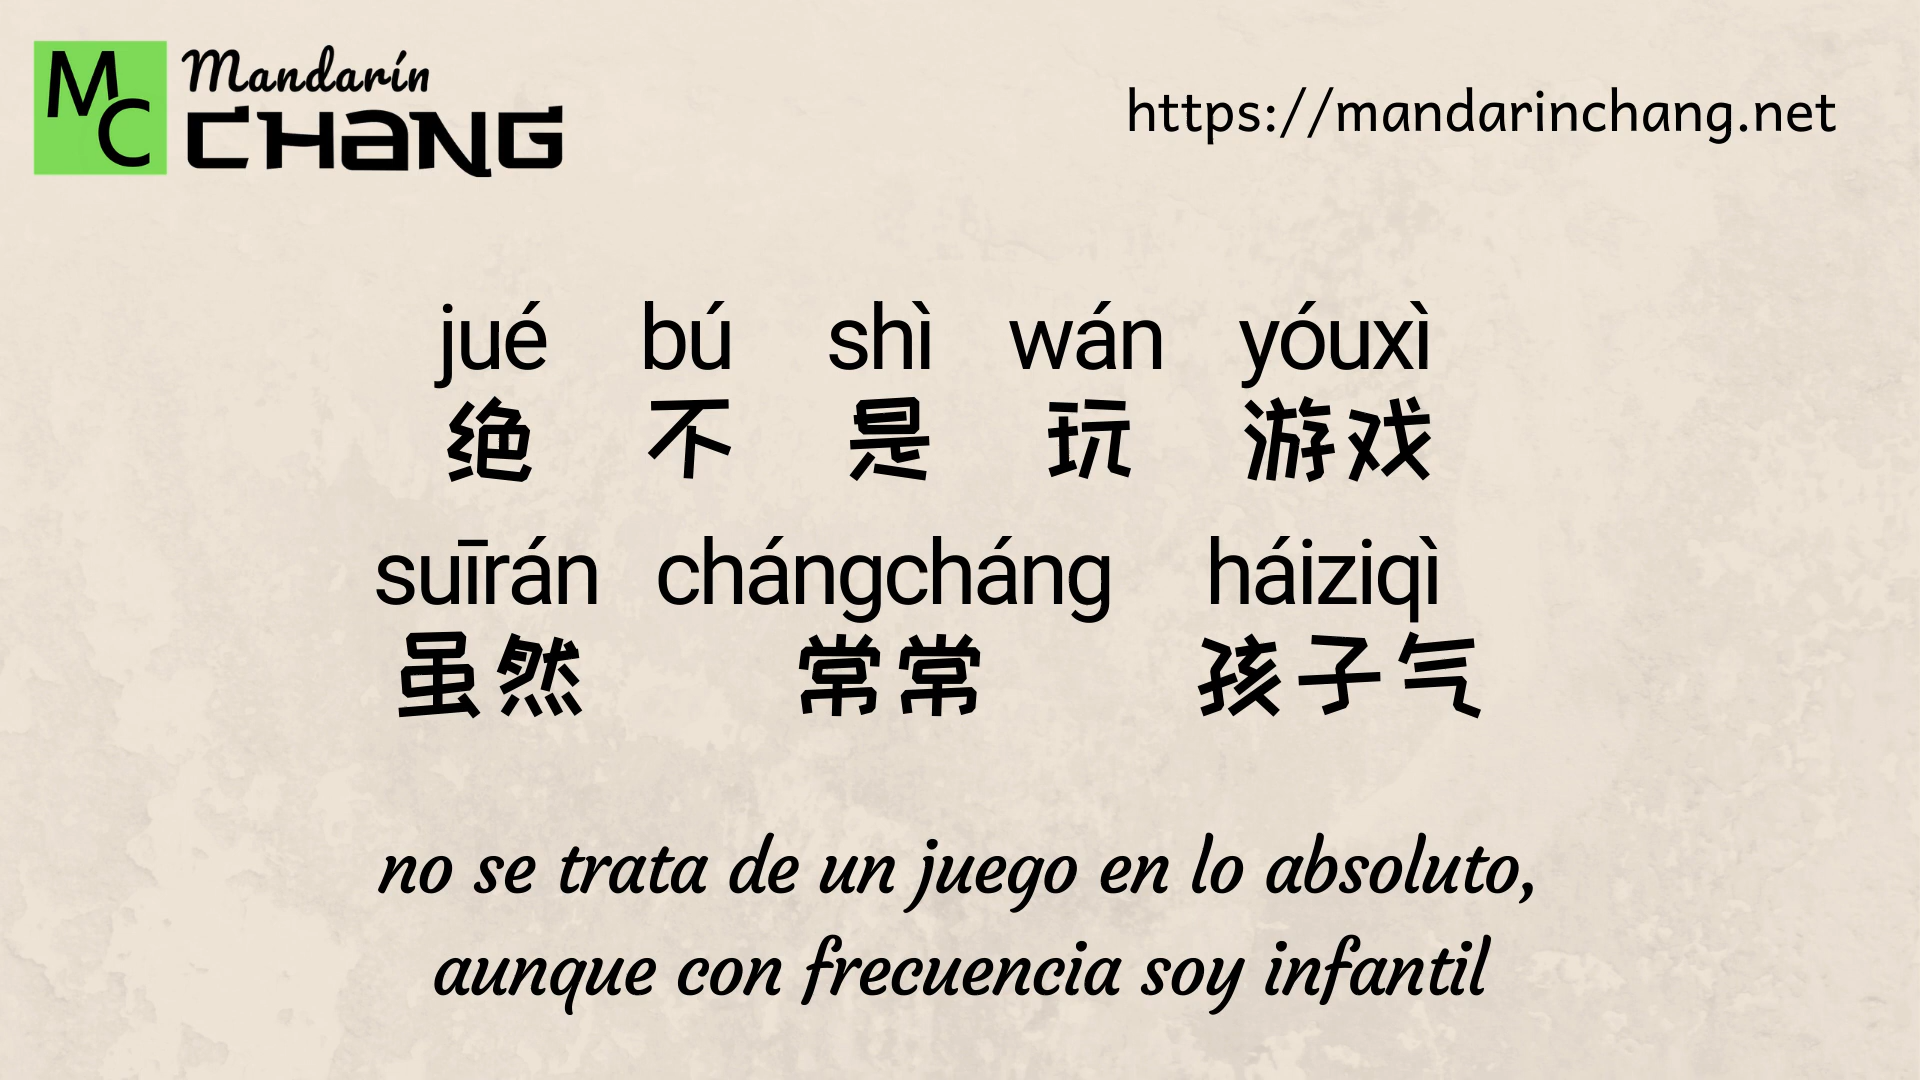 MC Mandarín CHANG
https://mandarinchang.net
jué bú shì wán yóuxì
绝 不 是 玩 游戏
suīrán chángcháng háiziqì
虽然 常常 孩子气
no se trata de un juego en lo absoluto,
aunque con frecuencia soy infantil